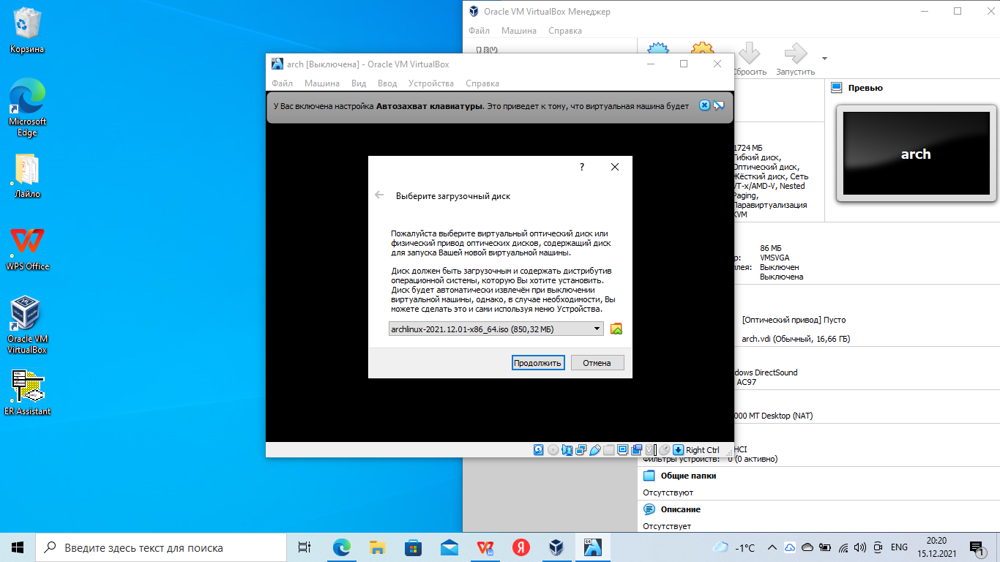 Корзина
Microsoft
Edge
Лайло
WPS Office
Oracle VM
VirtualBox
ER Assistant
Oracle VM VirtualBox Менеджер
Файл Машина Справка
Сбросить Запустить
Превью
arch
1724 МБ
Гибкий диск,
Оптический диск,
Жёсткий диск, Сеть
VT-x/AMD-V, Nested
Paging,
Паравиртуализация
KVM
86 МБ
VMSVGA
Выключен
Выключена
[Оптический привод] Пусто
arch.vdi (Обычный, 16,66 ГБ)
dows DirectSound
AC97
000 MT Desktop (NAT)
HCI
Фильтры устройств: 0 (0 активно)
Общие папки
Отсутствуют
Описание
Отсутствует
arch [Выключена] - Oracle VM VirtualBox
Файл Машина Вид Ввод Устройства Справка
У Вас включена настройка Автозахват клавиатуры. Это приведет к тому, что виртуальная машина будет
?
Выберите загрузочный диск
Пожалуйста выберите виртуальный оптический диск или
физический привод оптических дисков, содержащий диск
для запуска Вашей новой виртуальной машины.
Диск должен быть загрузочным и содержать дистрибутив
операционной системы, которую Вы хотите установить.
Диск будет автоматически извлечён при выключении
виртуальной машины, однако, в случае необходимости, Вы
можете сделать это и сами используя меню Устройства.
archlinux-2021.12.01-x86_64.iso (850,32 МБ)
Продолжить Отмена
Right Ctrl
Введите здесь текст для поиска
-1°C
ENG
20:20
15.12.2021
1